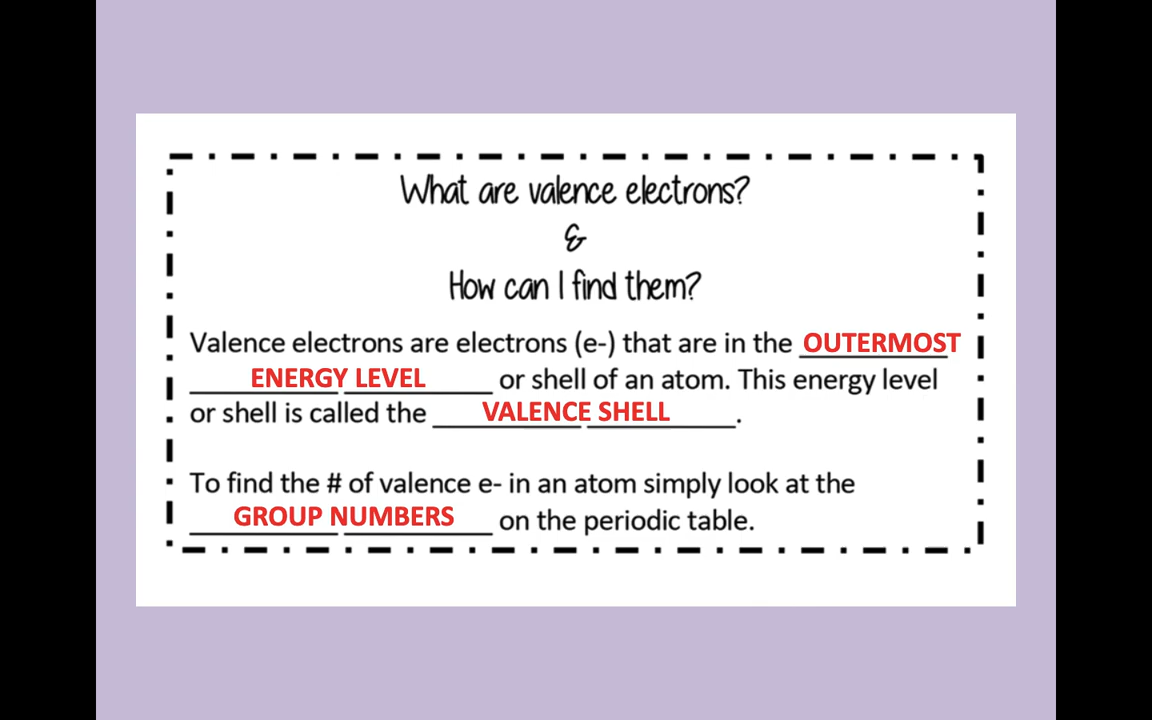 What are valence electrons?
&
How can I find them?
Valence electrons are electrons (e-) that are in the OUTERMOST
ENERGY LEVEL or shell of an atom. This energy level
or shell is called the VALENCE SHELL.
To find the # of valence e- in an atom simply look at the
GROUP NUMBERS on the periodic table.